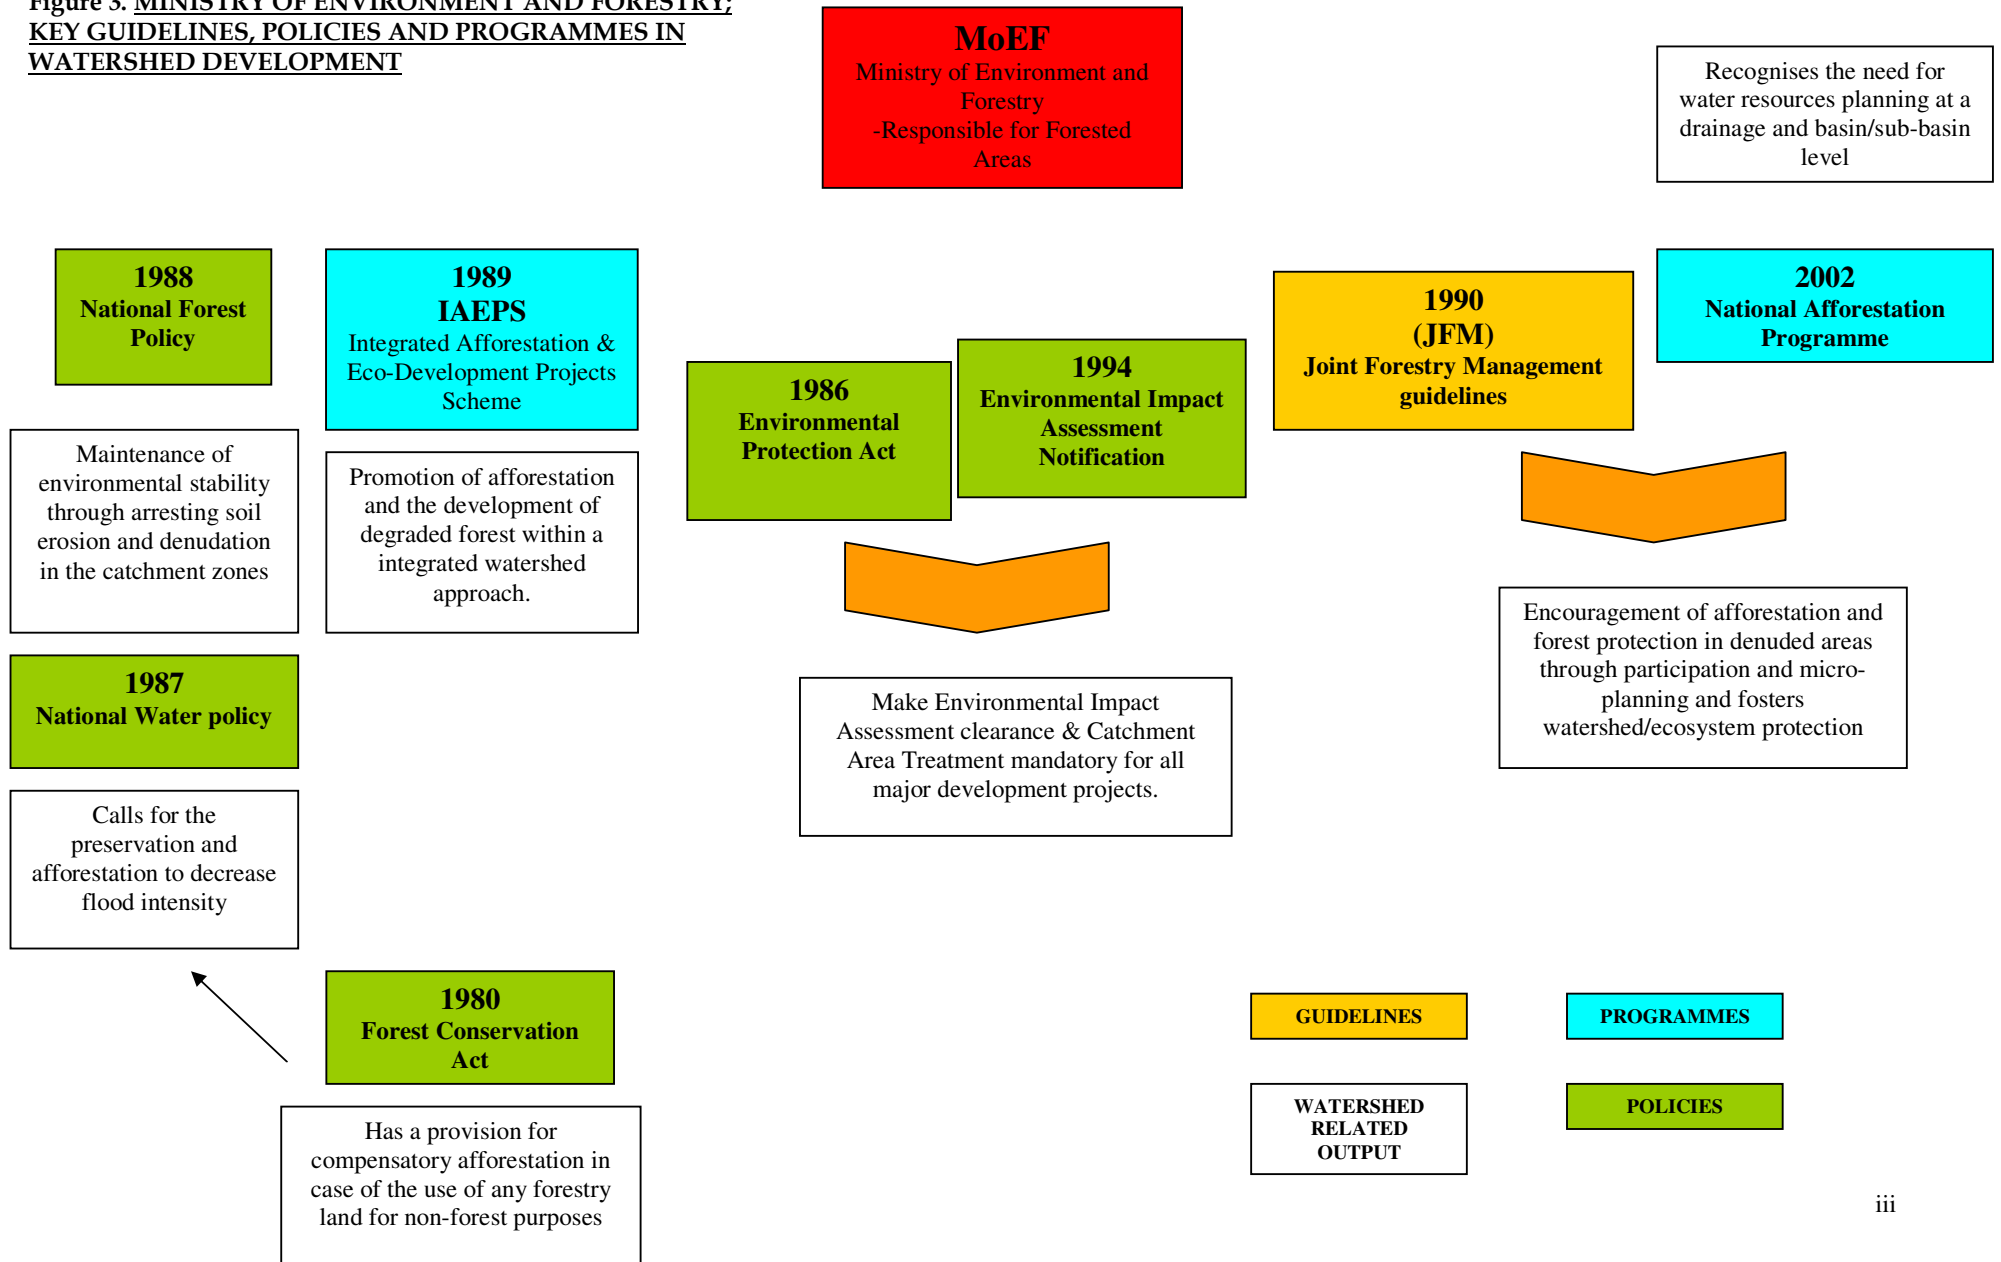 Figure 3. MINISTRY OF ENVIRONMENT AND FORESTRY;
KEY GUIDELINES, POLICIES AND PROGRAMMES IN
WATERSHED DEVELOPMENT
MoEF
Ministry of Environment and
Forestry
-Responsible for Forested
Areas
Recognises the need for
water resources planning at a
drainage and basin/sub-basin
level
1988
National Forest
Policy
1989
IAEPS
Integrated Afforestation &
Eco-Development Projects
Scheme
1986
Environmental
Protection Act
1994
Environmental Impact
Assessment
Notification
1990
(JFM)
Joint Forestry Management
guidelines
2002
National Afforestation
Programme
Maintenance of
environmental stability
through arresting soil
erosion and denudation
in the catchment zones
Promotion of afforestation
and the development of
degraded forest within a
integrated watershed
approach.
Encouragement of afforestation and
forest protection in denuded areas
through participation and micro-
planning and fosters
watershed/ecosystem protection
1987
National Water policy
Make Environmental Impact
Assessment clearance & Catchment
Area Treatment mandatory for all
major development projects.
Calls for the
preservation and
afforestation to decrease
flood intensity
1980
Forest Conservation
Act
Has a provision for
compensatory afforestation in
case of the use of any forestry
land for non-forest purposes
GUIDELINES
PROGRAMMES
WATERSHED
RELATED
OUTPUT
POLICIES
iii